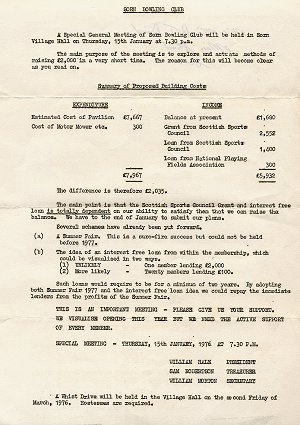 SORN BOWLING CLUB
A Special General Meeting of Sorn Bowling Club will be held in Sorn
Village Hall on Thursday, 15th January at 7.30 p.m.
The main purpose of the meeting is to explore and methods of
raising £2,000 in a very short time. The reason for this will become clear
as you read on.
Summary of Proposed Building Costs
EXPENDITURE INCOME
Estimated Cost of Pavilion £7,667 Balance at present £1,680
Cost of Motor Mower etc. 300 Grant from Scottish Sports
Council 2,552
Loan from Scottish Sports
Council 1,400
Loan from National Playing
Fields Association 300
£7,967 £5,932
The difference is therefore £2,035.
The main point is that the Scottish Sports Council Grant and interest free
loan is totally dependent on our ability to satisfy them that we can raise the
balance. We have to the end of January to submit our plans.
Several schemes have already been put forward.
(a) A Summer Fair. This is a sure-fire success but could not be held
before 1977.
(b) The idea of an interest free loan from within the membership, which
could be visualised in two ways.
(1) UNLIKELY - One member lending £2,000
(2) More likely - Twenty members lending £100.
Such loans would require to be for a minimum of two years. By adopting
both Summer Fair 1977 and the interest free loan idea we could repay the immediate
lenders from the profits of the Summer Fair.
THIS IS AN IMPORTANT MEETING - PLEASE GIVE US YOUR SUPPORT.
WE VISUALISE OPENING THIS YEAR BUT WE NEED THE ACTIVE SUPPORT
OF EVERY MEMBER.
SPECIAL MEETING - THURSDAY, 15th JANUARY, 1976 AT 7.30 P.M.
WILLIAM HALE PRESIDENT
SAM ROBERTSON TREASURER
WILLIAM MORTON SECRETARY
A Whist Drive will be held in the Village Hall on the second Friday of
March, 1976. Hostesses are required.